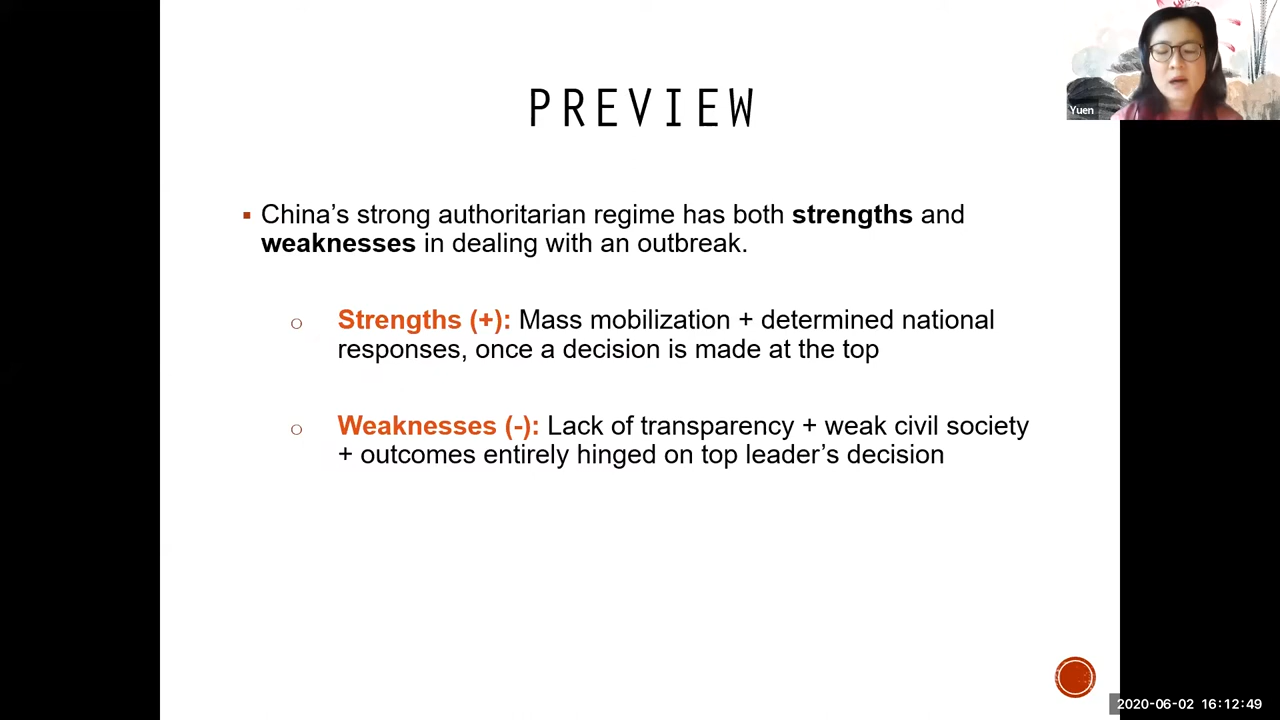 PREVIEW
Yuen
▪ China’s strong authoritarian regime has both strengths and
weaknesses in dealing with an outbreak.
○ Strengths (+): Mass mobilization + determined national
responses, once a decision is made at the top
○ Weaknesses (-): Lack of transparency + weak civil society
+ outcomes entirely hinged on top leader’s decision
2020-06-02 16:12:49